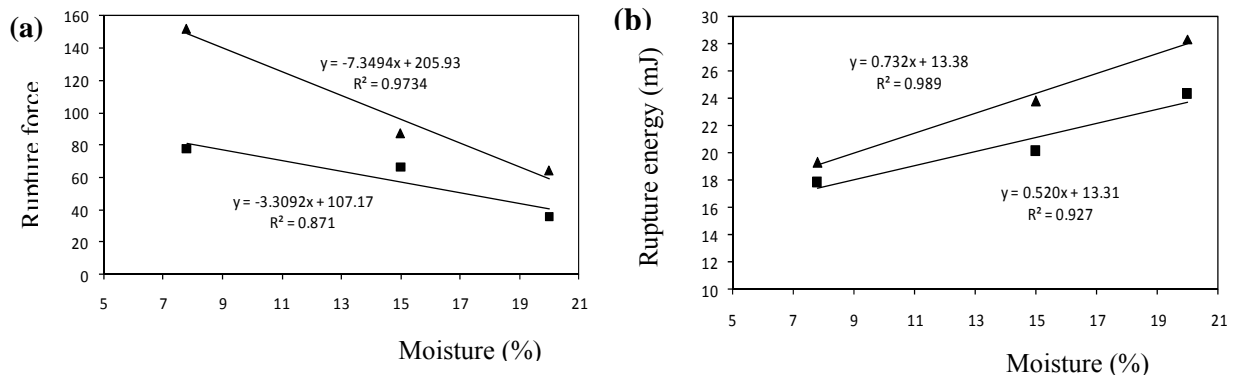 (a)
Rupture force
160
140
120
100
80
60
40
20
0
y = -7.3494x + 205.93
R² = 0.9734
y = -3.3092x + 107.17
R² = 0.871
5 7 9 11 13 15 17 19 21
Moisture (%)
(b)
Rupture energy (mJ)
30
28
26
24
22
20
18
16
14
12
10
y = 0.732x + 13.38
R² = 0.989
y = 0.520x + 13.31
R² = 0.927
5 7 9 11 13 15 17 19 21
Moisture (%)